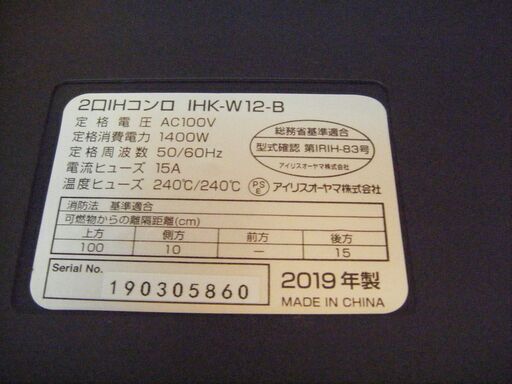 2口IHコンロ IHK-W12-B
定格電圧 AC100V
定格消費電力 1400W
定格周波数 50/60Hz
電流ヒューズ 15A
温度ヒューズ 240℃/240℃
総務省基準適合
型式確認 第IRIH-83号
アイリスオーヤマ株式会社
PS
E
アイリスオーヤマ株式会社
消防法 基準適合
可燃物からの離隔距離(cm)
上方 側方 前方 後方
100 10 — 15
Serial No.
190305860
2019年製
MADE IN CHINA